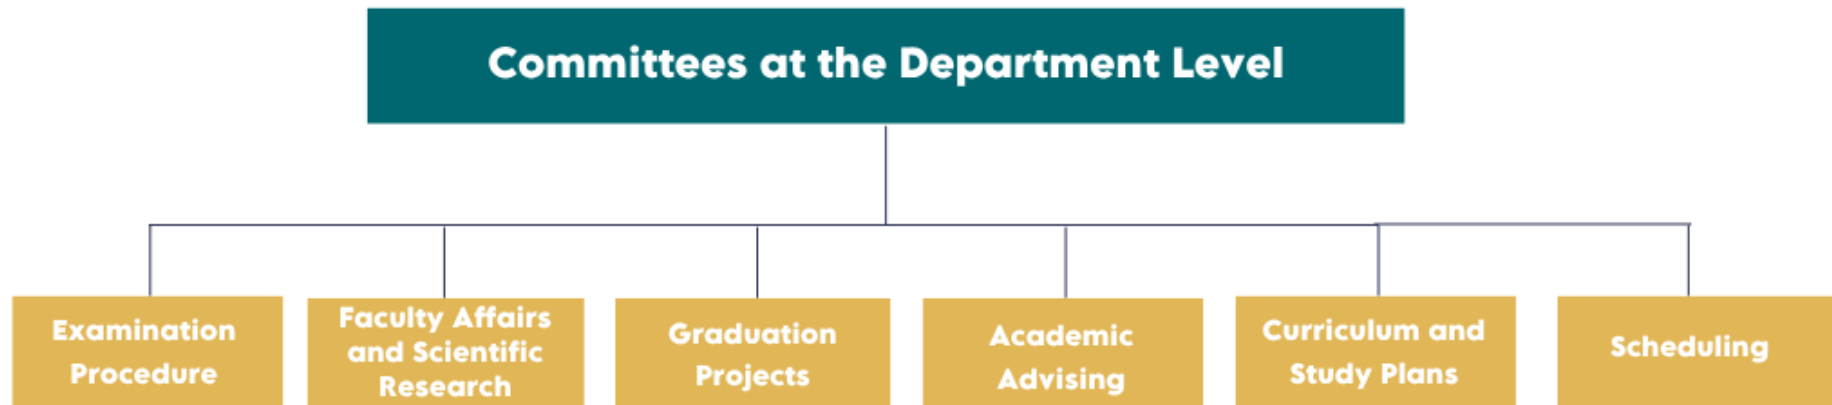 Committees at the Department Level
Examination
Procedure
Faculty Affairs
and Scientific
Research
Graduation
Projects
Academic
Advising
Curriculum and
Study Plans
Scheduling